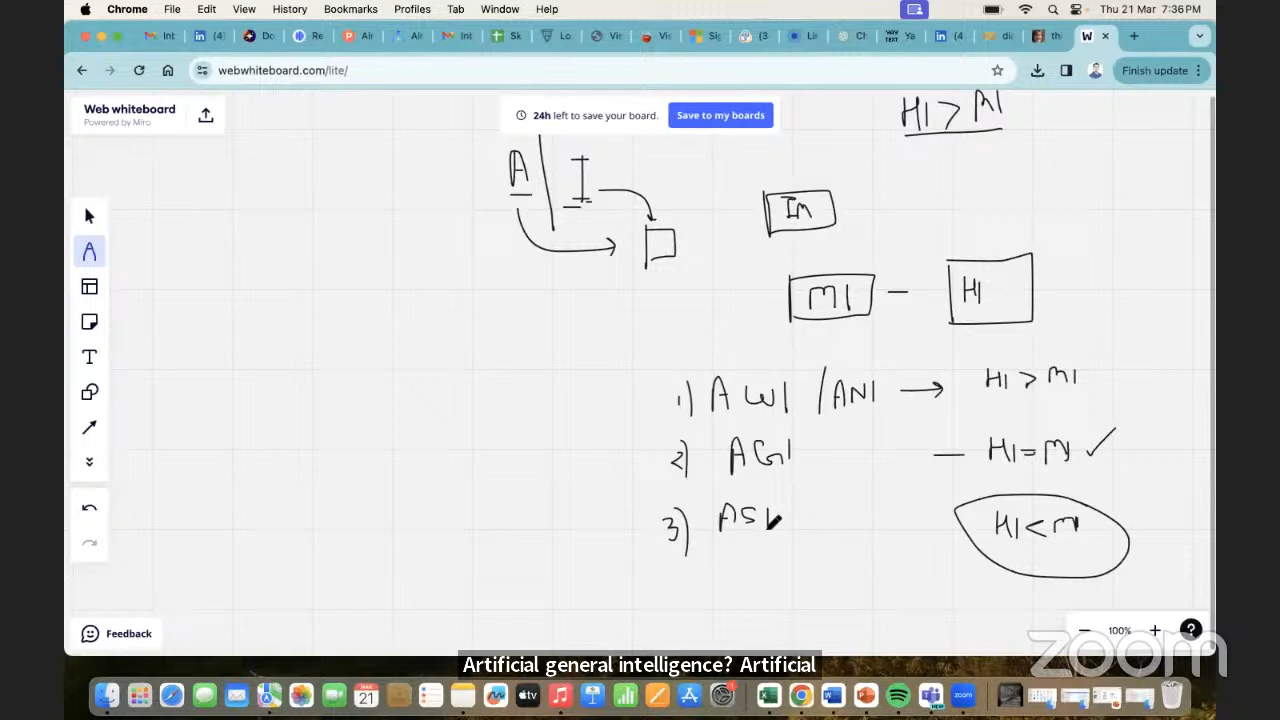 Chrome File Edit View History Bookmarks Profiles Tab Window Help Thu 21 Mar 7:36 PM
webwhiteboard.com/lite/ Finish update
Web whiteboard
Powered by Miro
24h left to save your board. Save to my boards
HI > MI
A I
Im
MI - HI
1) AWI / ANI → HI > MI
2) AGI — HI = MI ✓
3) ASI HI < MI
Feedback
100%
Artificial general intelligence? Artificial
zoom